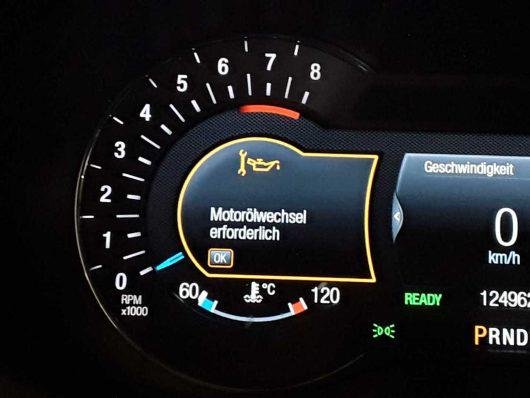 8
7
6
5
4
3
2
1
0
RPM
x1000
Motorölwechsel
erforderlich
OK
60 °C 120
Geschwindigkeit
0
km/h
READY 124962
PRND